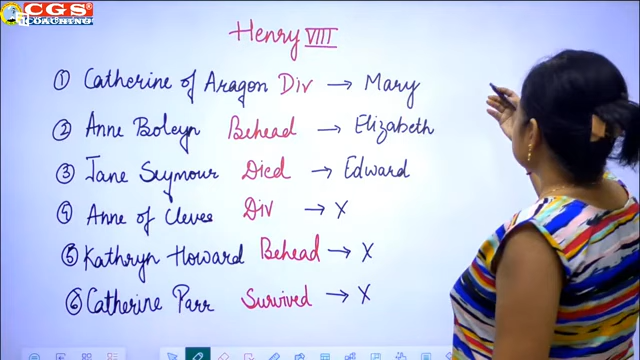 CGS
COACHING
Henry VIII
① Catherine of Aragon Div → Mary
② Anne Boleyn Behead → Elizabeth
③ Jane Seymour Died → Edward
④ Anne of Cleves Div → X
⑤ Kathryn Howard Behead → X
⑥ Catherine Parr Survived → X